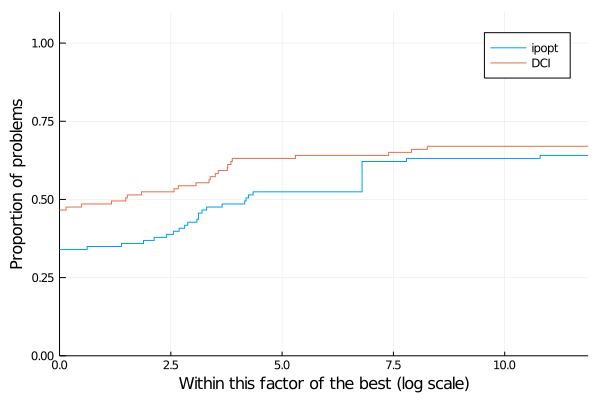 1.00
0.75
0.50
0.25
0.00
0.0
2.5
5.0
7.5
10.0
Proportion of problems
Within this factor of the best (log scale)
ipopt
DCI